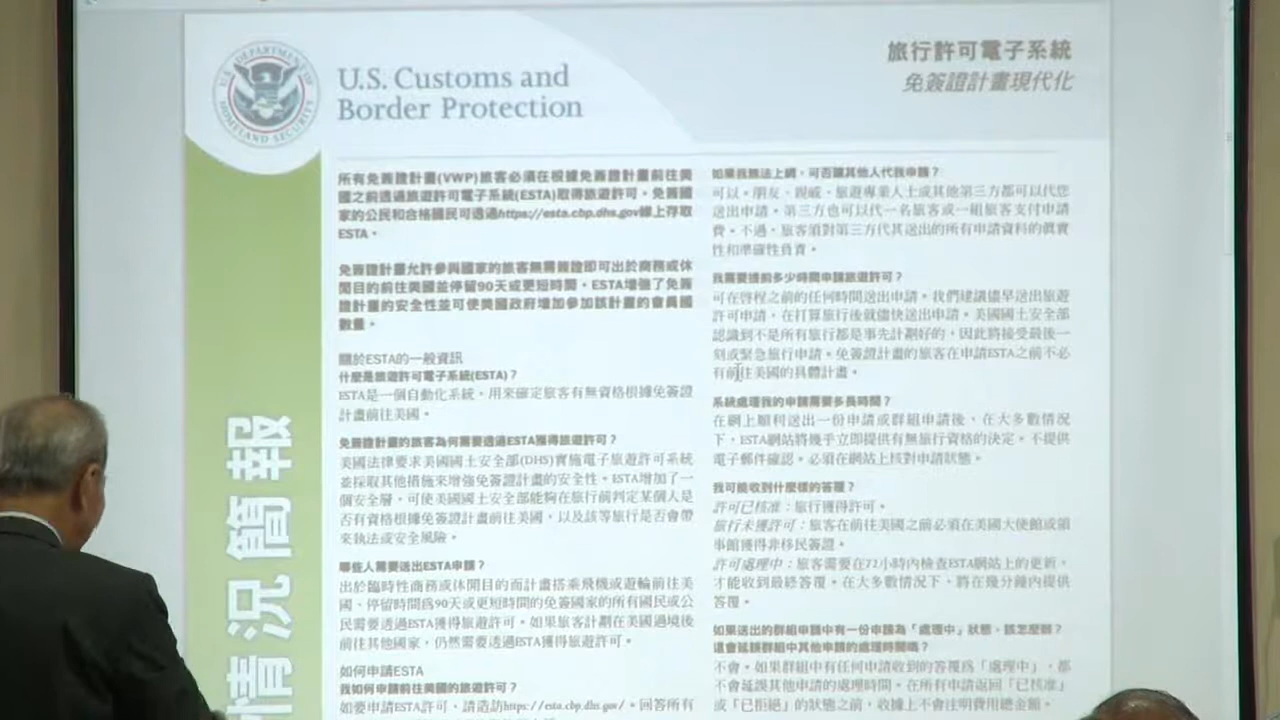 U.S. DEPARTMENT OF
HOMELAND SECURITY
U.S. Customs and
Border Protection
旅行許可電子系統
免簽證計畫現代化
情況簡報
所有免簽證計畫(VWP)旅客必須在根據免簽證計畫前往美
國之前透過旅遊許可電子系統(ESTA)取得旅遊許可。免簽國
家的公民和合格國民可透過https://esta.cbp.dhs.gov線上存取
ESTA。
免簽證計畫允許參與國家的旅客無需簽證即可出於商務或休
閒目的前往美國並停留90天或更短時間。ESTA增強了免簽
證計畫的安全性並可使美國政府增加參加該計畫的會員國
數量。
關於ESTA的一般資訊
什麼是旅遊許可電子系統(ESTA)？
ESTA是一個自動化系統，用來確定旅客有無資格根據免簽證
計畫前往美國。
免簽證計畫的旅客為何需要透過ESTA獲得旅遊許可？
美國法律要求美國國土安全部(DHS)實施電子旅遊許可系統
並採取其他措施來增強免簽證計畫的安全性。ESTA增加了一
個安全層，可使美國國土安全部能夠在旅行前判定某個人是
否有資格根據免簽證計畫前往美國，以及該等旅行是否會帶
來執法或安全風險。
哪些人需要送出ESTA申請？
出於臨時性商務或休閒目的而計畫搭乘飛機或遊輪前往美
國、停留時間為90天或更短時間的免簽國家的所有國民或公
民需要透過ESTA獲得旅遊許可。如果旅客計劃在美國過境後
前往其他國家，仍然需要透過ESTA獲得旅遊許可。
如何申請ESTA
我如何申請前往美國的旅遊許可？
如要申請ESTA許可，請造訪https://esta.cbp.dhs.gov/。回答所有
如果我無法上網，可否讓其他人代我申請？
可以。朋友、親戚、旅遊專業人士或其他第三方都可以代您
送出申請。第三方也可以代一名旅客或一組旅客支付申請
費。不過，旅客須對第三方代其送出的所有申請資料的真實
性和準確性負責。
我需要提前多少時間申請旅遊許可？
可在啓程之前的任何時間送出申請。我們建議儘早送出旅遊
許可申請，在打算旅行後就儘快送出申請。美國國土安全部
認識到不是所有旅行都是事先計劃好的，因此將接受最後一
刻或緊急旅行申請。免簽證計畫的旅客在申請ESTA之前不必
有前往美國的具體計畫。
系統處理我的申請需要多長時間？
在網上順利送出一份申請或群組申請後，在大多數情況
下，ESTA網站將幾乎立即提供有無旅行資格的決定。不提供
電子郵件確認。必須在網站上核對申請狀態。
我可能收到什麼樣的答覆？
許可已核准：旅行獲得許可。
旅行未獲許可：旅客在前往美國之前必須在美國大使館或領
事館獲得非移民簽證。
許可處理中：旅客需要在72小時內檢查ESTA網站上的更新，
才能收到最終答覆。在大多數情況下，將在幾分鐘內提供
答覆。
如果送出的群組申請中有一份申請為「處理中」狀態，該怎麼辦？
這會延誤群組中其他申請的處理時間嗎？
不會。如果群組中有任何申請收到的答覆為「處理中」，都
不會延誤其他申請的處理時間。在所有申請返回「已核准」
或「已拒絕」的狀態之前，收據上不會注明費用總金額。